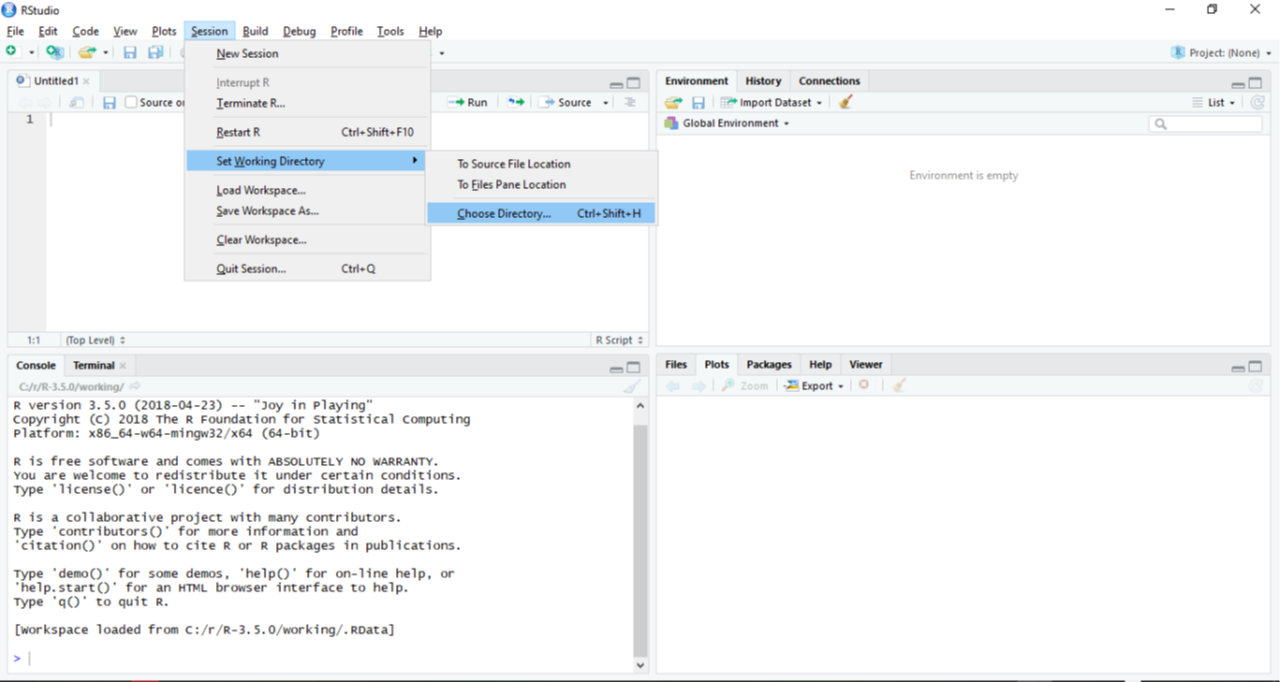 RStudio
File Edit Code View Plots Session Build Debug Profile Tools Help
Project: (None)
New Session
Interrupt R
Terminate R...
Restart R Ctrl+Shift+F10
Set Working Directory
Load Workspace...
Save Workspace As...
Clear Workspace...
Quit Session... Ctrl+Q
To Source File Location
To Files Pane Location
Choose Directory... Ctrl+Shift+H
Untitled1
Source o
Run Source
1
1:1 (Top Level) R Script
Environment History Connections
Import Dataset List
Global Environment
Environment is empty
Console Terminal
C:/r/R-3.5.0/working/
R version 3.5.0 (2018-04-23) -- "Joy in Playing"
Copyright (C) 2018 The R Foundation for Statistical Computing
Platform: x86_64-w64-mingw32/x64 (64-bit)
R is free software and comes with ABSOLUTELY NO WARRANTY.
You are welcome to redistribute it under certain conditions.
Type 'license()' or 'licence()' for distribution details.
R is a collaborative project with many contributors.
Type 'contributors()' for more information and
'citation()' on how to cite R or R packages in publications.
Type 'demo()' for some demos, 'help()' for on-line help, or
'help.start()' for an HTML browser interface to help.
Type 'q()' to quit R.
[Workspace loaded from C:/r/R-3.5.0/working/.RData]
>
Files Plots Packages Help Viewer
Zoom Export